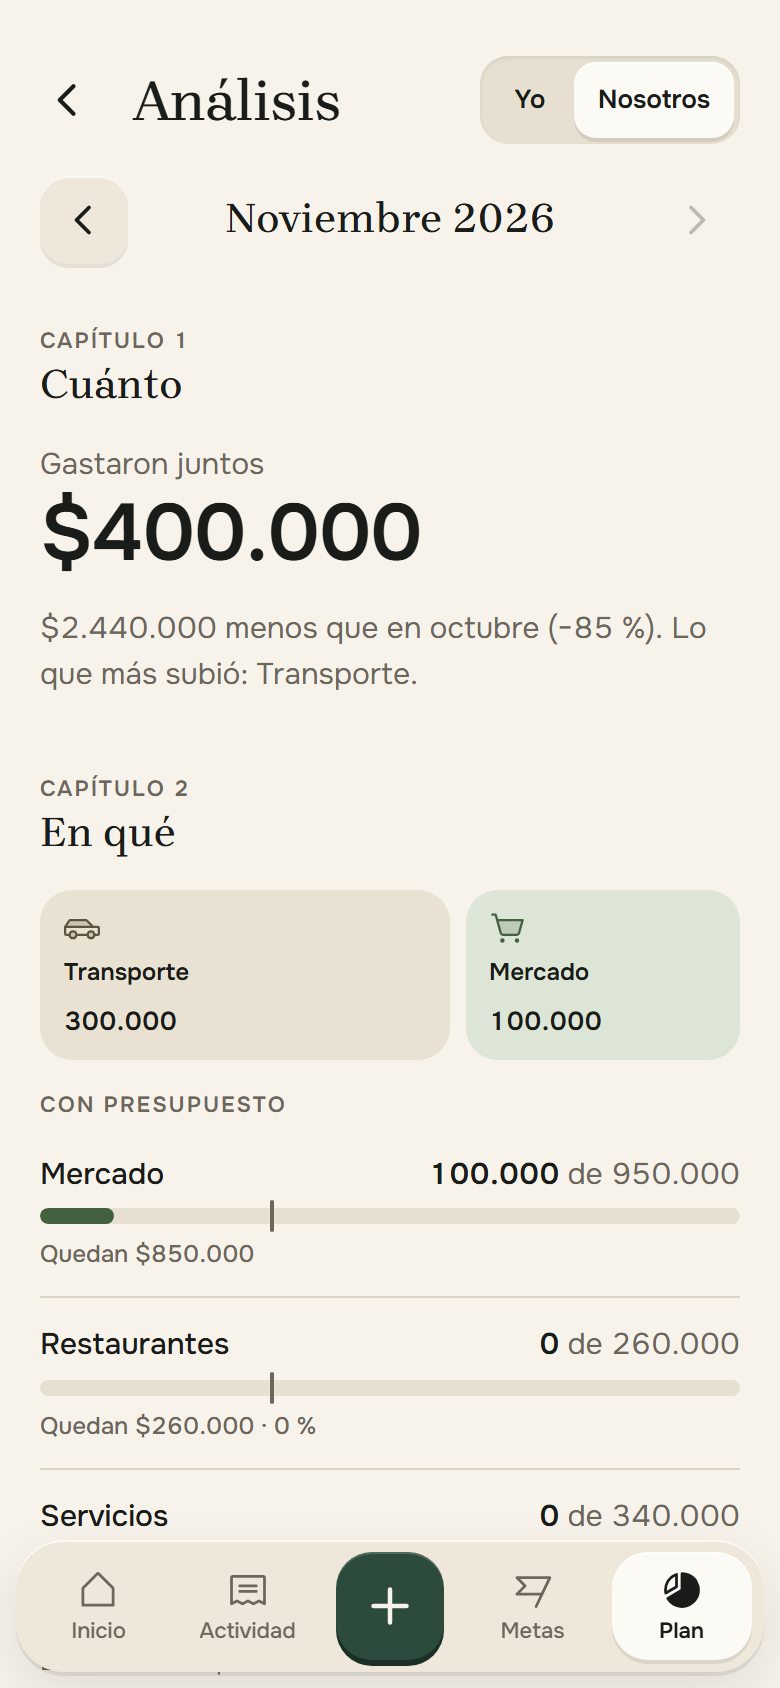 Análisis
Yo
Nosotros
Noviembre 2026
CAPÍTULO 1
Cuánto
Gastaron juntos
$400.000
$2.440.000 menos que en octubre (-85 %). Lo
que más subió: Transporte.
CAPÍTULO 2
En qué
Transporte
300.000
Mercado
100.000
CON PRESUPUESTO
Mercado
100.000 de 950.000
Quedan $850.000
Restaurantes
0 de 260.000
Quedan $260.000 · 0 %
Servicios
0 de 340.000
Inicio
Actividad
Metas
Plan